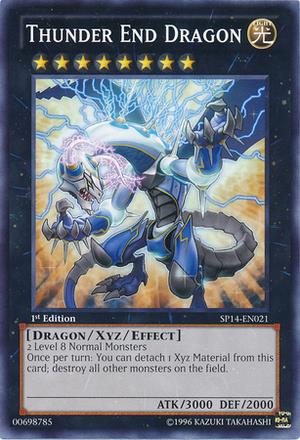 THUNDER END DRAGON
LIGHT
光
1st Edition
SP14-EN021
[DRAGON/XYZ/EFFECT]
2 Level 8 Normal Monsters
Once per turn: You can detach 1 Xyz Material from this
card; destroy all other monsters on the field.
ATK/3000 DEF/2000
00698785
©1996 KAZUKI TAKAHASHI